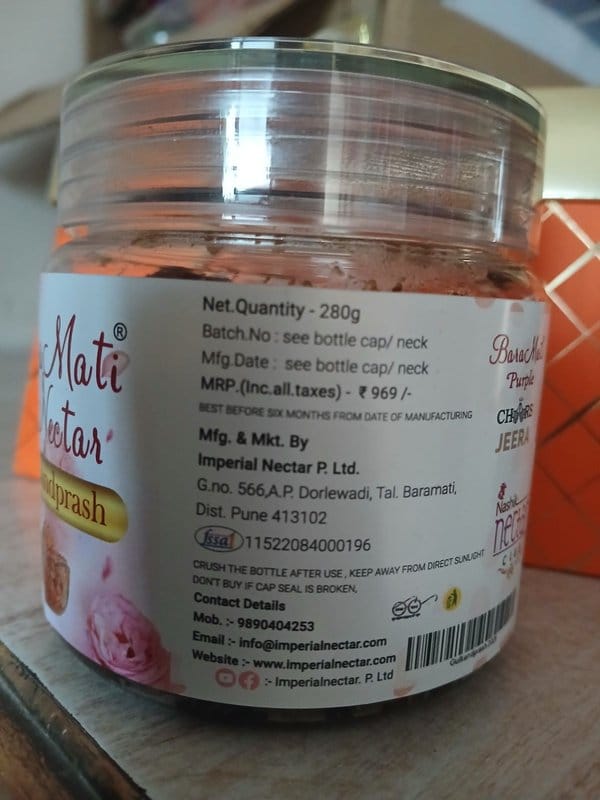 Mati®
Nectar
ndprash
Net.Quantity - 280g
Batch.No : see bottle cap/ neck
Mfg.Date : see bottle cap/ neck
MRP.(Inc.all.taxes) - ₹ 969 /-
BEST BEFORE SIX MONTHS FROM DATE OF MANUFACTURING
Mfg. & Mkt. By
Imperial Nectar P. Ltd.
G.no. 566,A.P. Dorlewadi, Tal. Baramati,
Dist. Pune 413102
fssai 11522084000196
CRUSH THE BOTTLE AFTER USE , KEEP AWAY FROM DIRECT SUNLIGHT
DON'T BUY IF CAP SEAL IS BROKEN,
Contact Details
Mob. :- 9890404253
Email :- info@imperialnectar.com
Website :- www.imperialnectar.com
:- Imperialnectar. P. Ltd
BaraMat
Purple
JEERA
Nashik